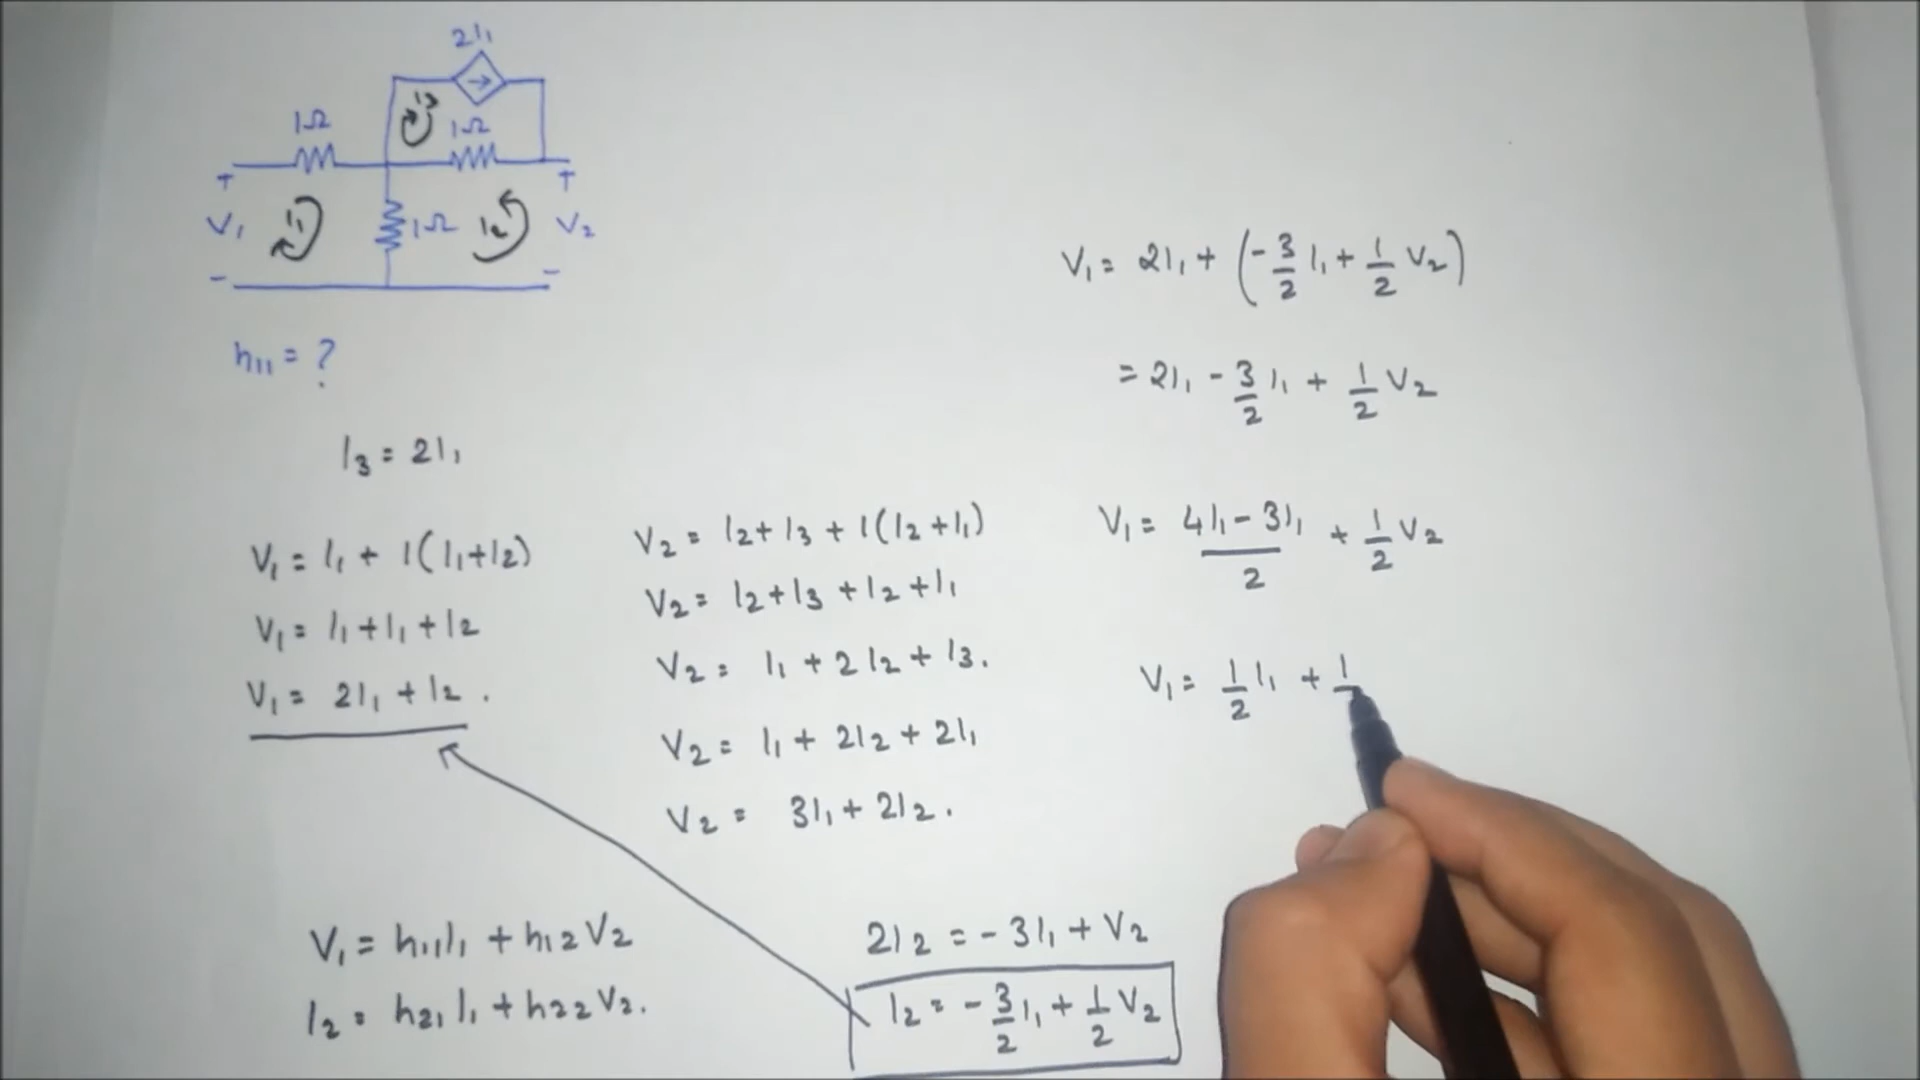 2I₁
I₃
1Ω
1Ω
+ +
V₁ I₁ 1Ω I₂ V₂
- -
h₁₁ = ?
I₃ = 2I₁
V₁ = I₁ + 1(I₁+I₂)
V₁ = I₁ + I₁ + I₂
V₁ = 2I₁ + I₂.
V₁ = h₁₁I₁ + h₁₂V₂
I₂ = h₂₁I₁ + h₂₂V₂.
V₂ = I₂ + I₃ + 1(I₂+I₁)
V₂ = I₂ + I₃ + I₂ + I₁
V₂ = I₁ + 2I₂ + I₃.
V₂ = I₁ + 2I₂ + 2I₁
V₂ = 3I₁ + 2I₂.
2I₂ = -3I₁ + V₂
I₂ = -3/2 I₁ + 1/2 V₂
V₁ = 2I₁ + (-3/2 I₁ + 1/2 V₂)
= 2I₁ - 3/2 I₁ + 1/2 V₂
V₁ = 4I₁ - 3I₁/2 + 1/2 V₂
V₁ = 1/2 I₁ + 1